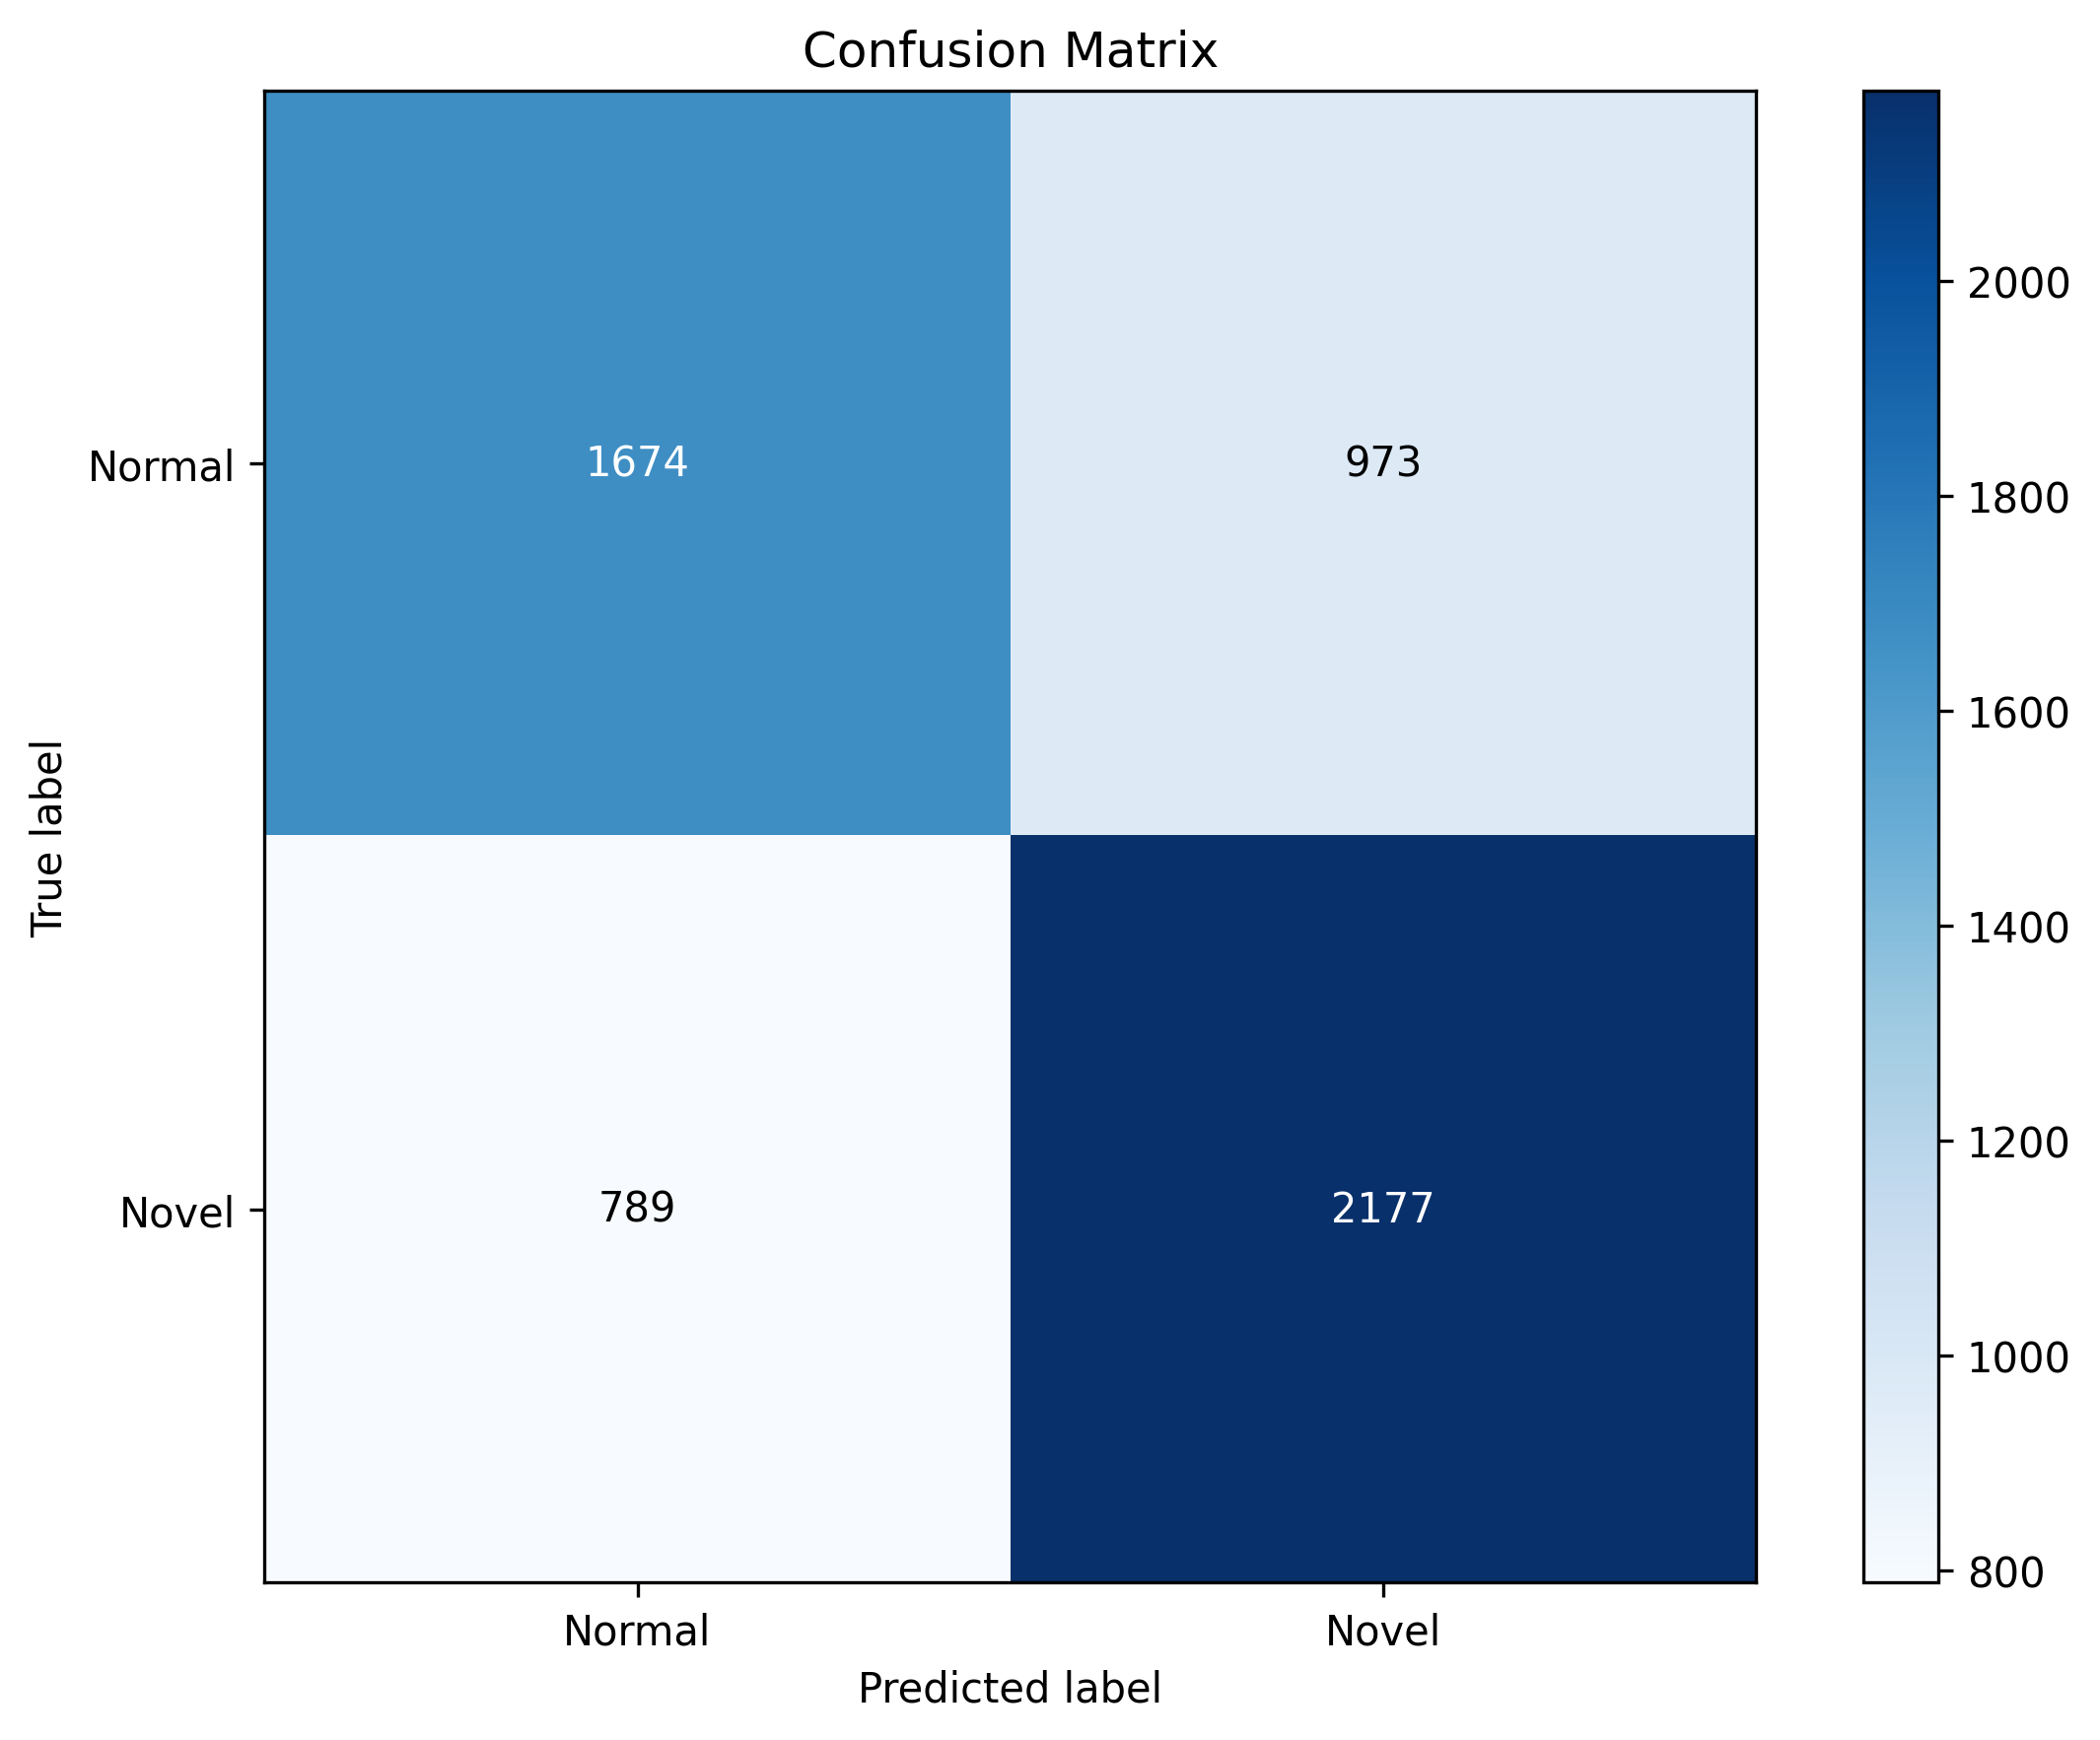 Confusion Matrix
Normal
1674
973
Novel
789
2177
True label
Normal
Novel
Predicted label
2000
1800
1600
1400
1200
1000
800